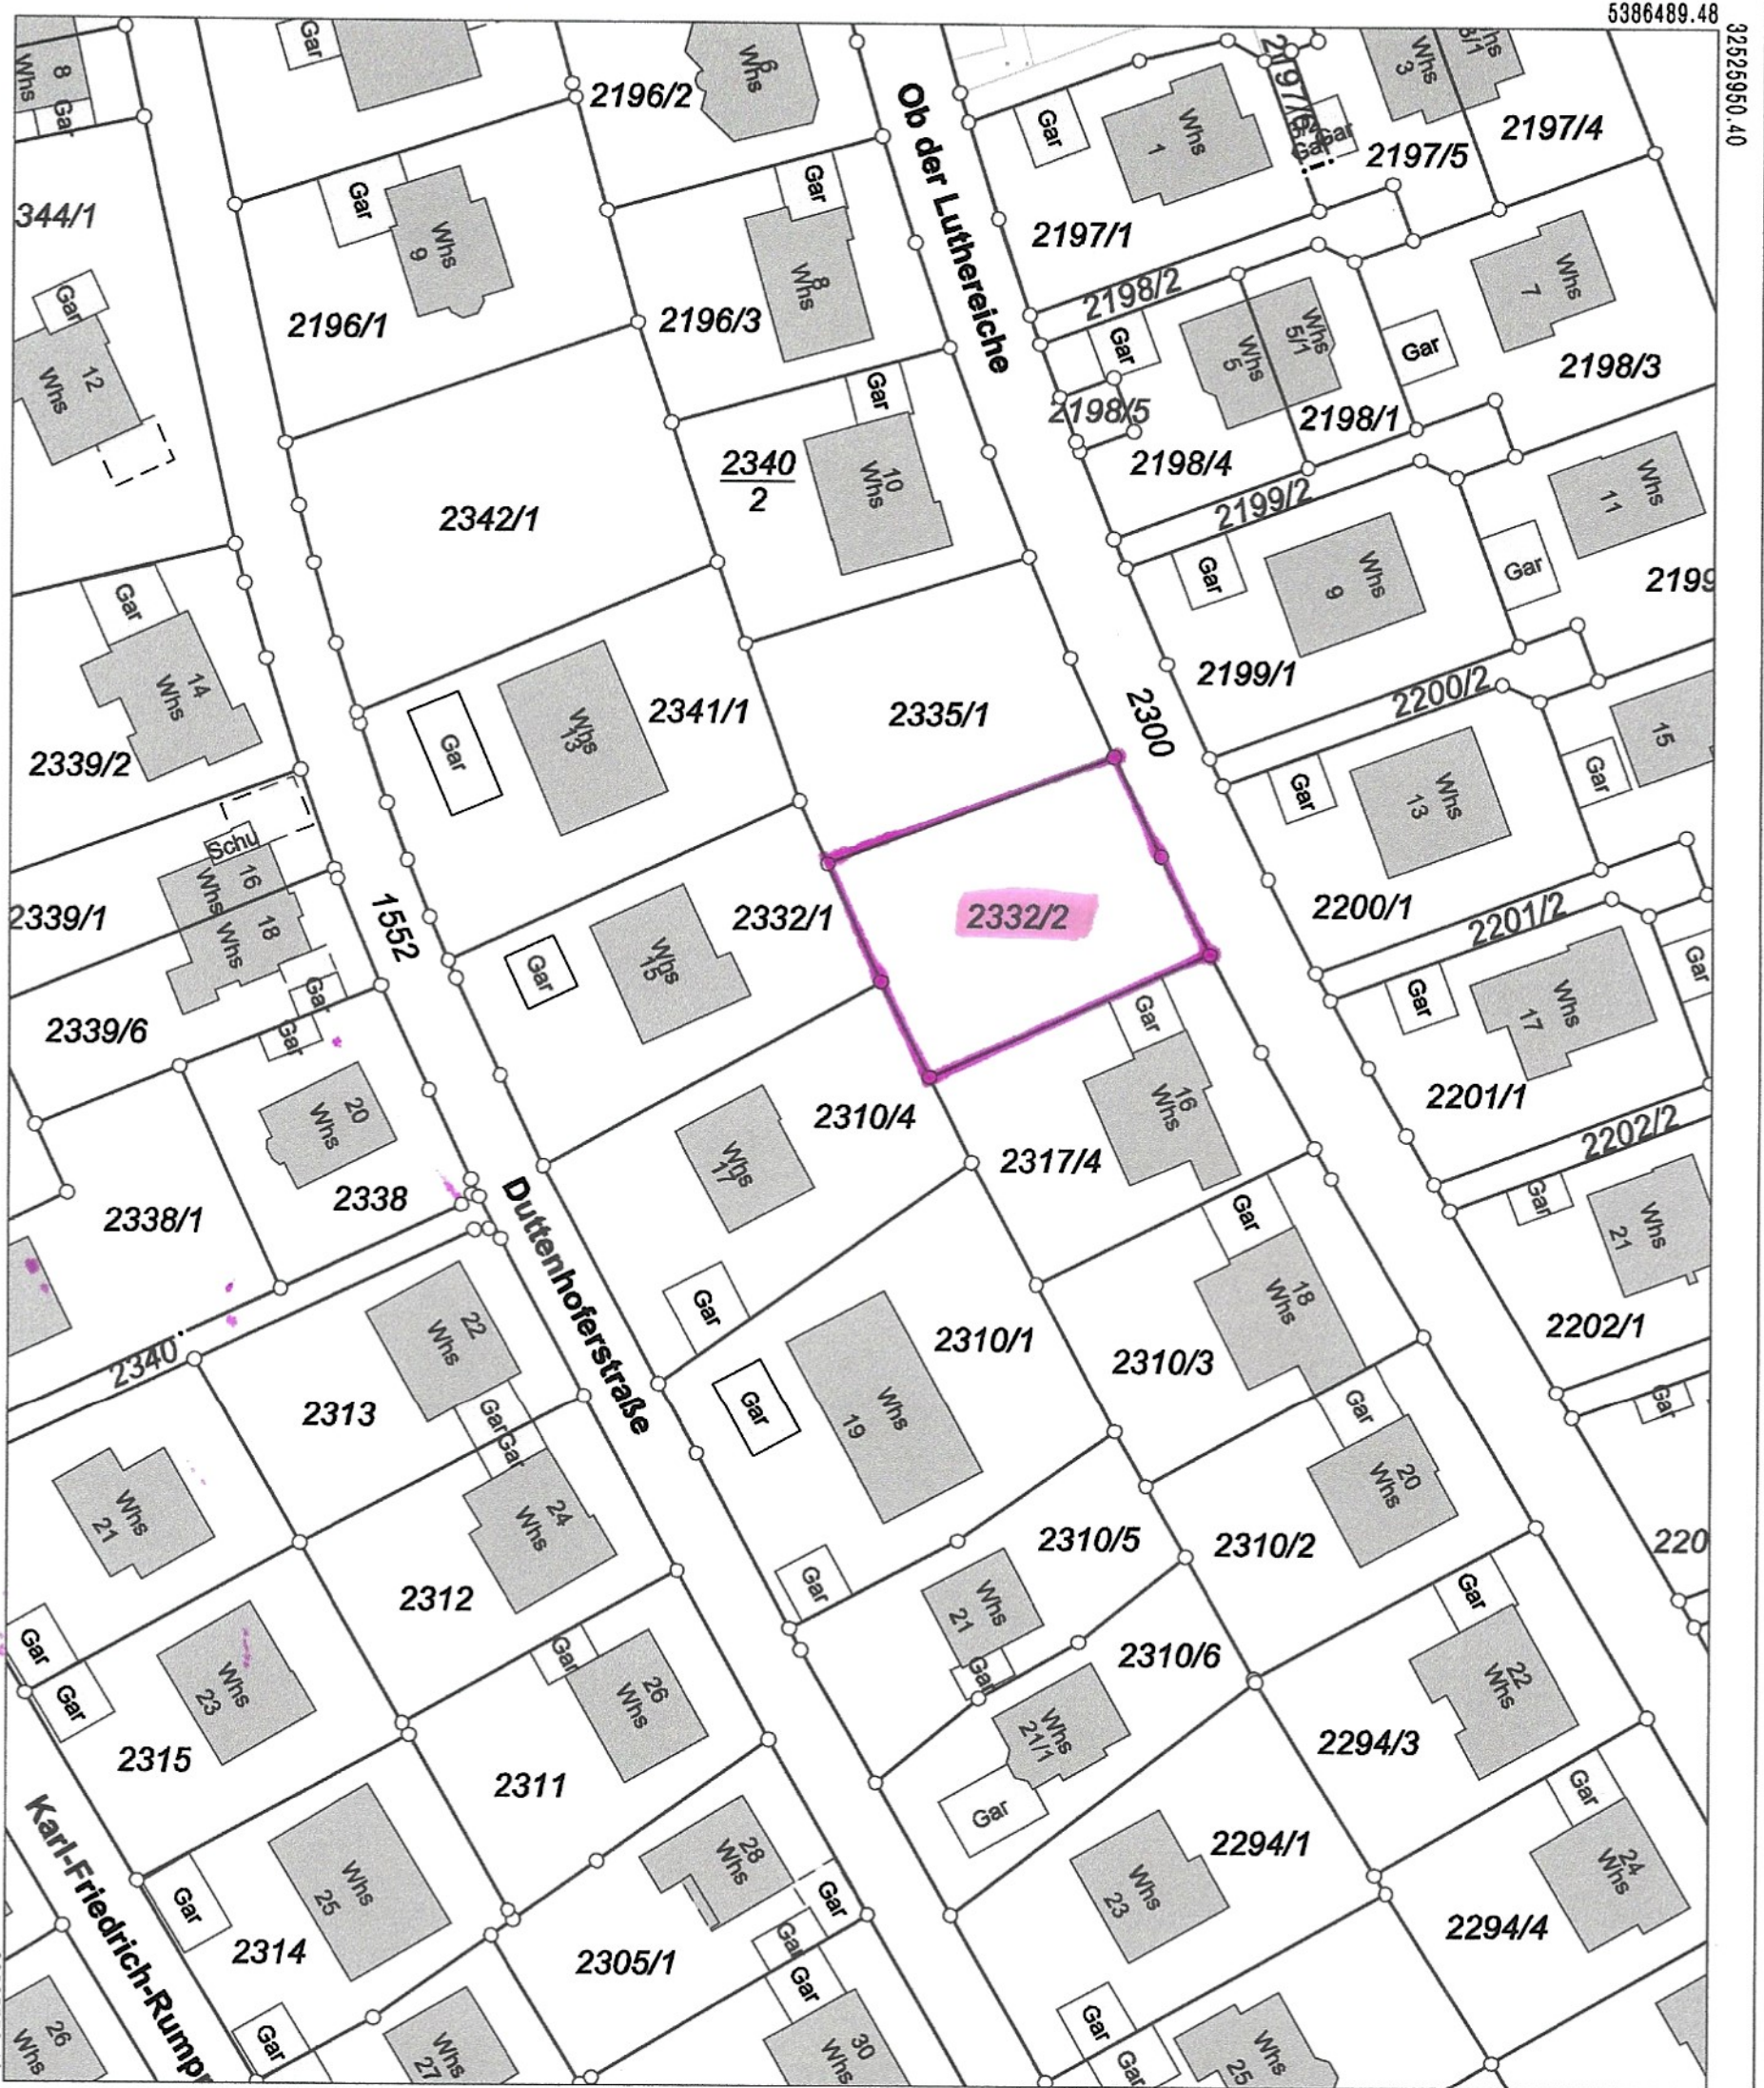 5386489.48
32525950.40
8
Whs
Gar
Gar
2196/2
6
Whs
Ob der Luthereiche
Gar
1
Whs
2197/6
Gar
3
Whs
2197/5
2197/4
344/1
Gar
9
Whs
2196/1
Gar
8
Whs
2196/3
2197/1
2198/2
7
Whs
2198/3
Gar
12
Whs
Gar
5
Whs
5/1
Whs
Gar
2198/5
2198/1
2198/4
2342/1
2340
2
Gar
10
Whs
2199/2
11
Whs
Gar
Gar
9
Whs
2199/1
Gar
14
Whs
2339/2
Gar
13
Whs
2341/1
2335/1
2300
2200/2
15
Gar
Gar
13
Whs
2200/1
Schu
16
Whs
2339/1
18
Whs
1552
Gar
15
Whs
2332/1
2332/2
2201/2
Gar
Gar
17
Whs
2201/1
2339/6
Gar
Gar
20
Whs
2338
2338/1
17
Whs
2310/4
Gar
16
Whs
2317/4
2202/2
Gar
21
Whs
2202/1
Duttenhoferstraße
Gar
Gar
18
Whs
2310/3
2340
22
Whs
2313
Gar
19
Whs
2310/1
Gar
Gar
Gar
Gar
20
Whs
2310/2
21
Whs
24
Whs
2312
Gar
2310/5
21
Whs
Gar
220
2310/6
21/1
Whs
Gar
Gar
22
Whs
2294/3
Gar
Gar
23
Whs
2315
Gar
26
Whs
2311
28
Whs
Gar
Gar
2294/1
23
Whs
Gar
24
Whs
2294/4
Karl-Friedrich-Rumpp
Gar
25
Whs
2314
2305/1
Gar
30
Whs
26
Whs
Gar
27
Whs
Gar
Gar
25
Whs